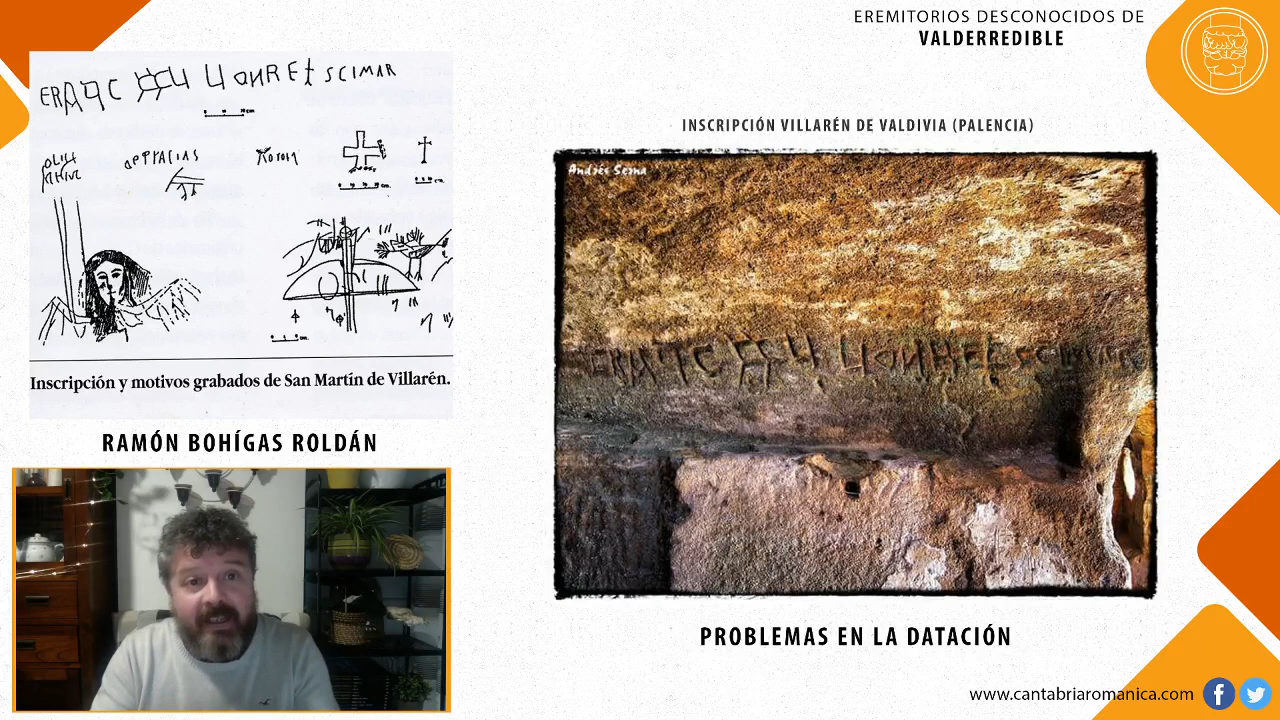 EREMITORIOS DESCONOCIDOS DE
VALDERREDIBLE
INSCRIPCIÓN VILLARÉN DE VALDIVIA (PALENCIA)
Andrés Serna
Inscripción y motivos grabados de San Martín de Villarén.
RAMÓN BOHÍGAS ROLDÁN
PROBLEMAS EN LA DATACIÓN
www.cantabriaromanica.com